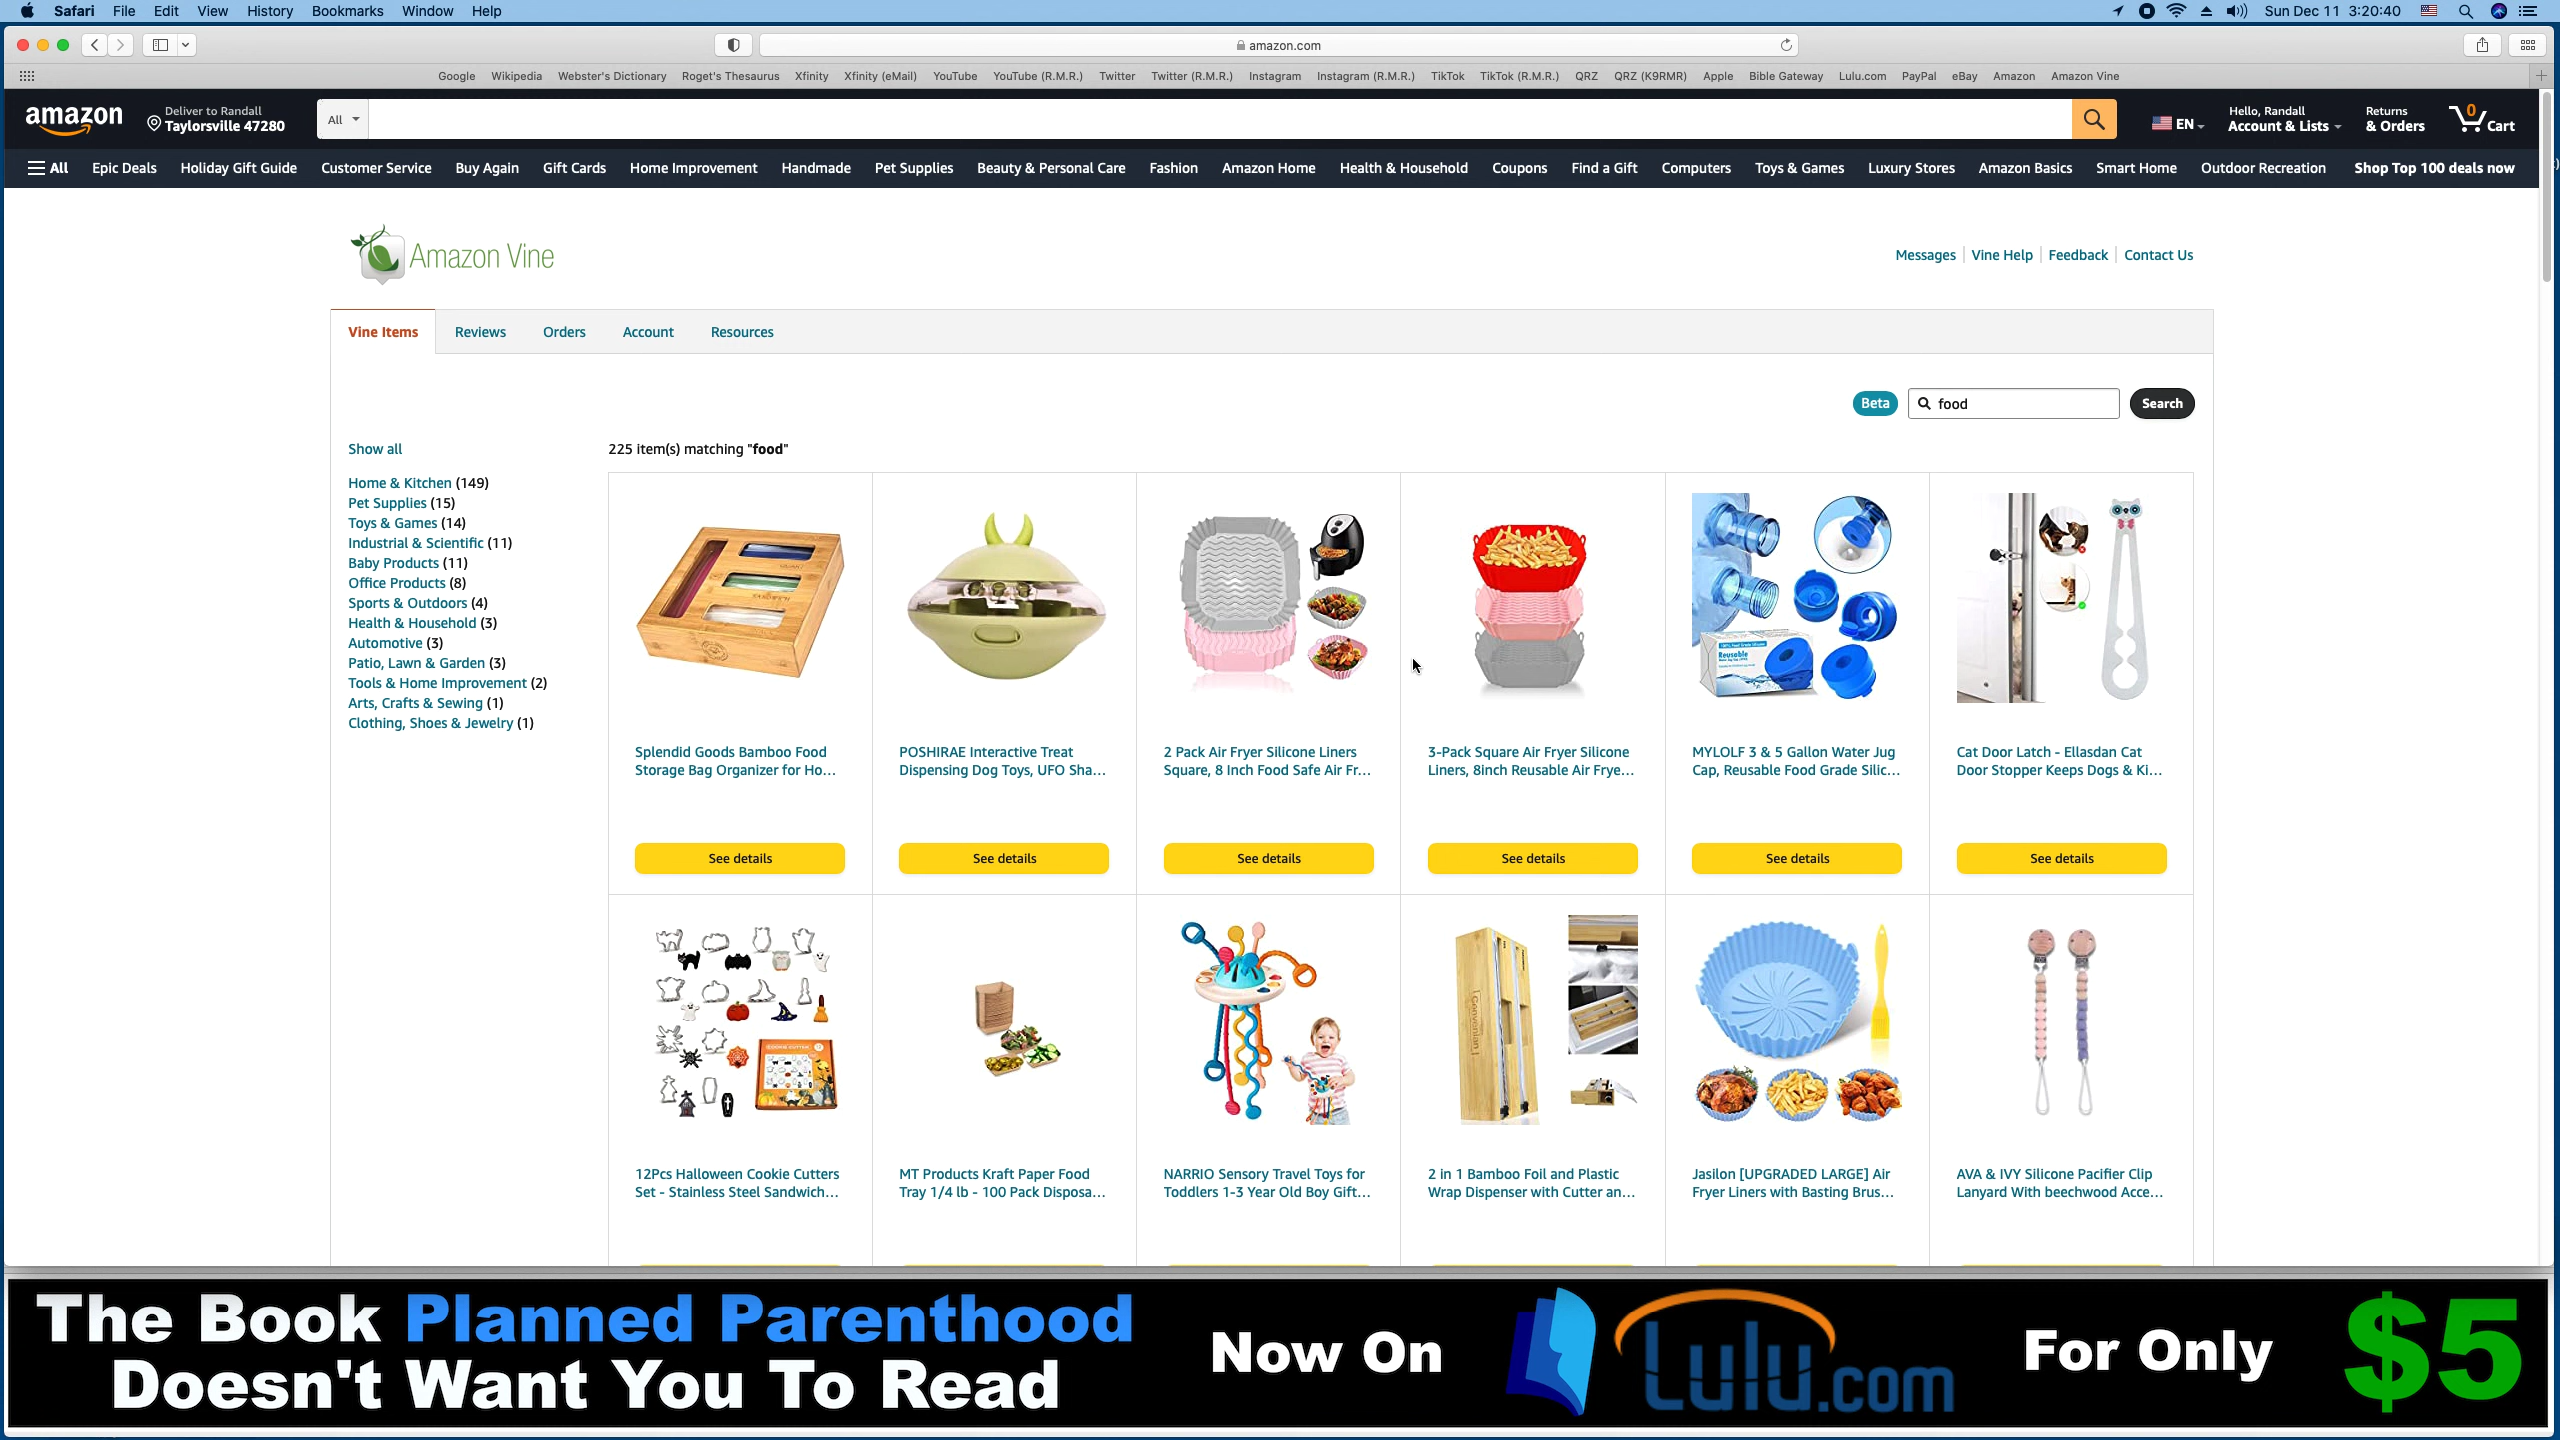 Safari File Edit View History Bookmarks Window Help Sun Dec 11 3:20:40
amazon.com
Google Wikipedia Webster's Dictionary Roget's Thesaurus Xfinity Xfinity (eMail) YouTube YouTube (R.M.R.) Twitter Twitter (R.M.R.) Instagram Instagram (R.M.R.) TikTok TikTok (R.M.R.) QRZ QRZ (K9RMR) Apple Bible Gateway Lulu.com PayPal eBay Amazon Amazon Vine
amazon
Deliver to Randall
Taylorsville 47280
All
EN
Hello, Randall
Account & Lists
Returns
& Orders
0
Cart
All Epic Deals Holiday Gift Guide Customer Service Buy Again Gift Cards Home Improvement Handmade Pet Supplies Beauty & Personal Care Fashion Amazon Home Health & Household Coupons Find a Gift Computers Toys & Games Luxury Stores Amazon Basics Smart Home Outdoor Recreation Shop Top 100 deals now
Amazon Vine
Messages Vine Help Feedback Contact Us
Vine Items Reviews Orders Account Resources
Beta food Search
Show all
225 item(s) matching "food"
Home & Kitchen (149)
Pet Supplies (15)
Toys & Games (14)
Industrial & Scientific (11)
Baby Products (11)
Office Products (8)
Sports & Outdoors (4)
Health & Household (3)
Automotive (3)
Patio, Lawn & Garden (3)
Tools & Home Improvement (2)
Arts, Crafts & Sewing (1)
Clothing, Shoes & Jewelry (1)
Reusable
Splendid Goods Bamboo Food
Storage Bag Organizer for Ho...
POSHIRAE Interactive Treat
Dispensing Dog Toys, UFO Sha...
2 Pack Air Fryer Silicone Liners
Square, 8 Inch Food Safe Air Fr...
3-Pack Square Air Fryer Silicone
Liners, 8inch Reusable Air Frye...
MYLOLF 3 & 5 Gallon Water Jug
Cap, Reusable Food Grade Silic...
Cat Door Latch - Ellasdan Cat
Door Stopper Keeps Dogs & Ki...
See details See details See details See details See details See details
COOKIE CUTTER
Convenian
12Pcs Halloween Cookie Cutters
Set - Stainless Steel Sandwich...
MT Products Kraft Paper Food
Tray 1/4 lb - 100 Pack Disposa...
NARRIO Sensory Travel Toys for
Toddlers 1-3 Year Old Boy Gift...
2 in 1 Bamboo Foil and Plastic
Wrap Dispenser with Cutter an...
Jasilon [UPGRADED LARGE] Air
Fryer Liners with Basting Brus...
AVA & IVY Silicone Pacifier Clip
Lanyard With beechwood Acce...
The Book Planned Parenthood
Doesn't Want You To Read
Now On
Lulu.com
For Only
$5